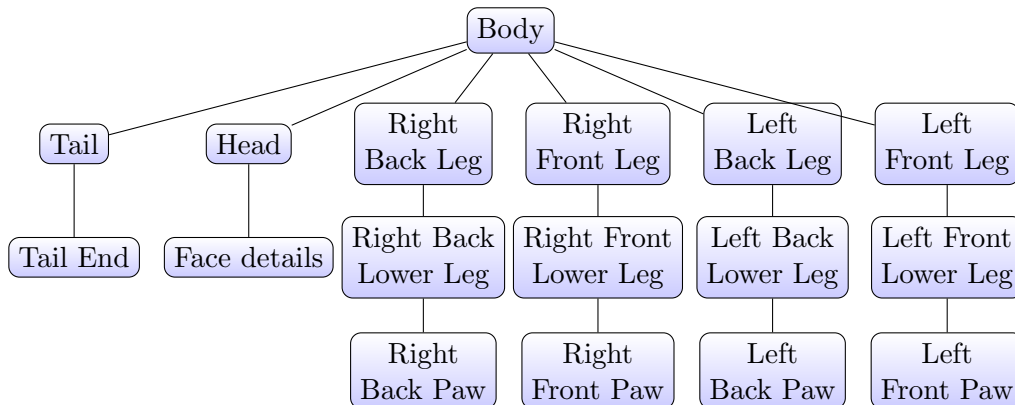 Body
Tail
Head
Right
Back Leg
Right
Front Leg
Left
Back Leg
Left
Front Leg
Tail End
Face details
Right Back
Lower Leg
Right Front
Lower Leg
Left Back
Lower Leg
Left Front
Lower Leg
Right
Back Paw
Right
Front Paw
Left
Back Paw
Left
Front Paw